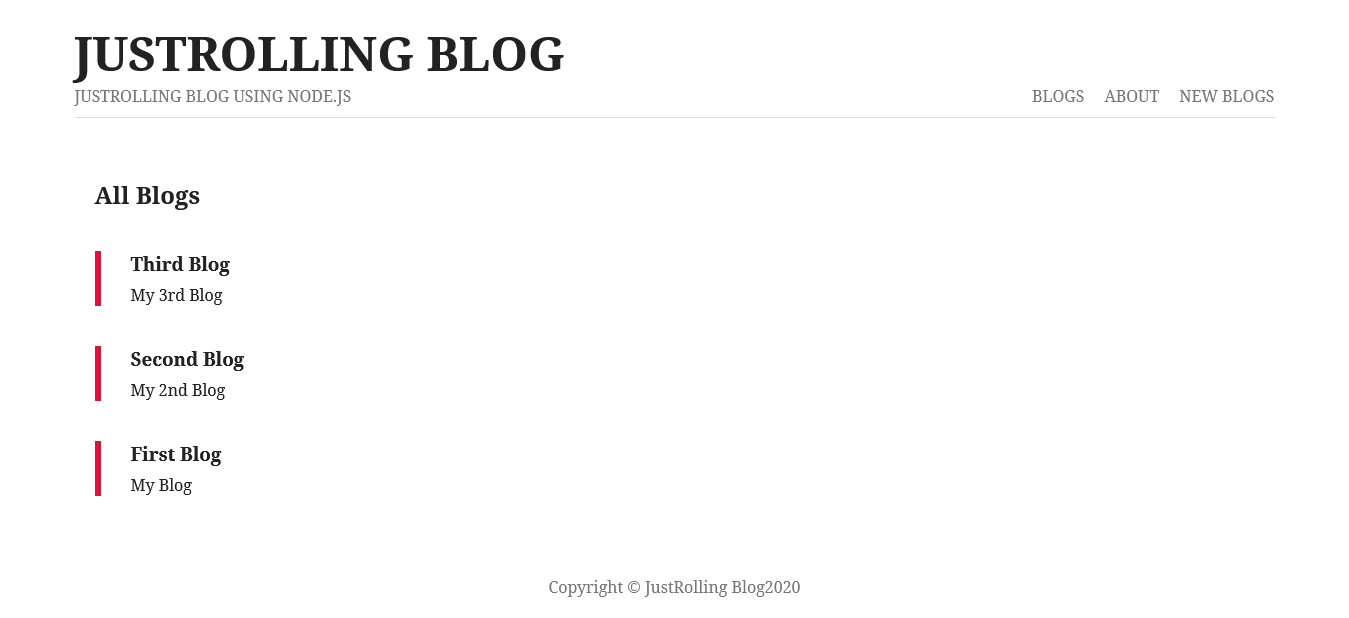 JUSTROLLING BLOG
JUSTROLLING BLOG USING NODE.JS
BLOGS ABOUT NEW BLOGS
All Blogs
Third Blog
My 3rd Blog
Second Blog
My 2nd Blog
First Blog
My Blog
Copyright © JustRolling Blog2020